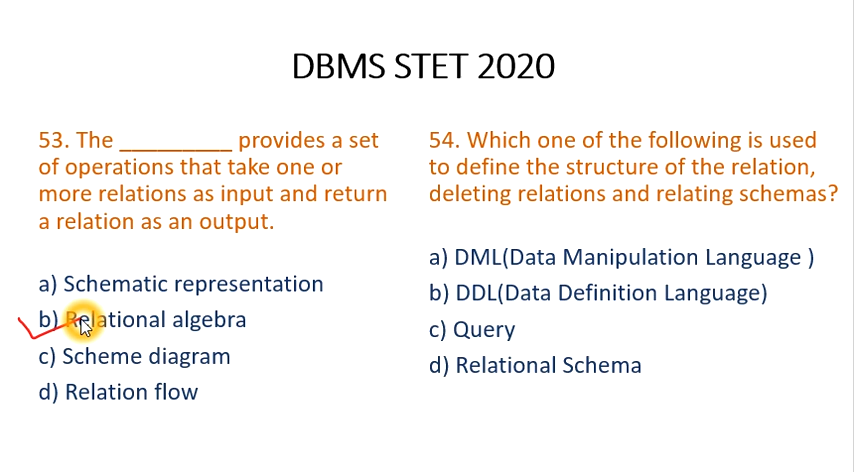 DBMS STET 2020
53. The __________ provides a set
of operations that take one or
more relations as input and return
a relation as an output.
a) Schematic representation
b) Relational algebra
c) Scheme diagram
d) Relation flow
54. Which one of the following is used
to define the structure of the relation,
deleting relations and relating schemas?
a) DML(Data Manipulation Language )
b) DDL(Data Definition Language)
c) Query
d) Relational Schema